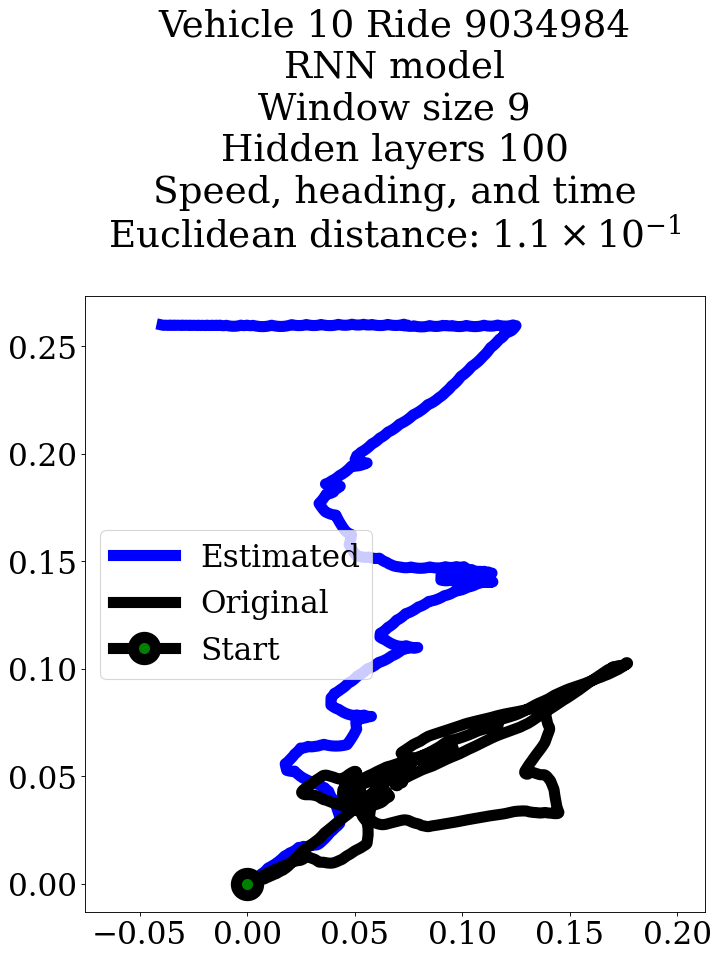 Vehicle 10 Ride 9034984
RNN model
Window size 9
Hidden layers 100
Speed, heading, and time
Euclidean distance: $1.1 \times 10^{-1}$
0.25
0.20
0.15
0.10
0.05
0.00
Estimated
Original
Start
−0.05 0.00 0.05 0.10 0.15 0.20